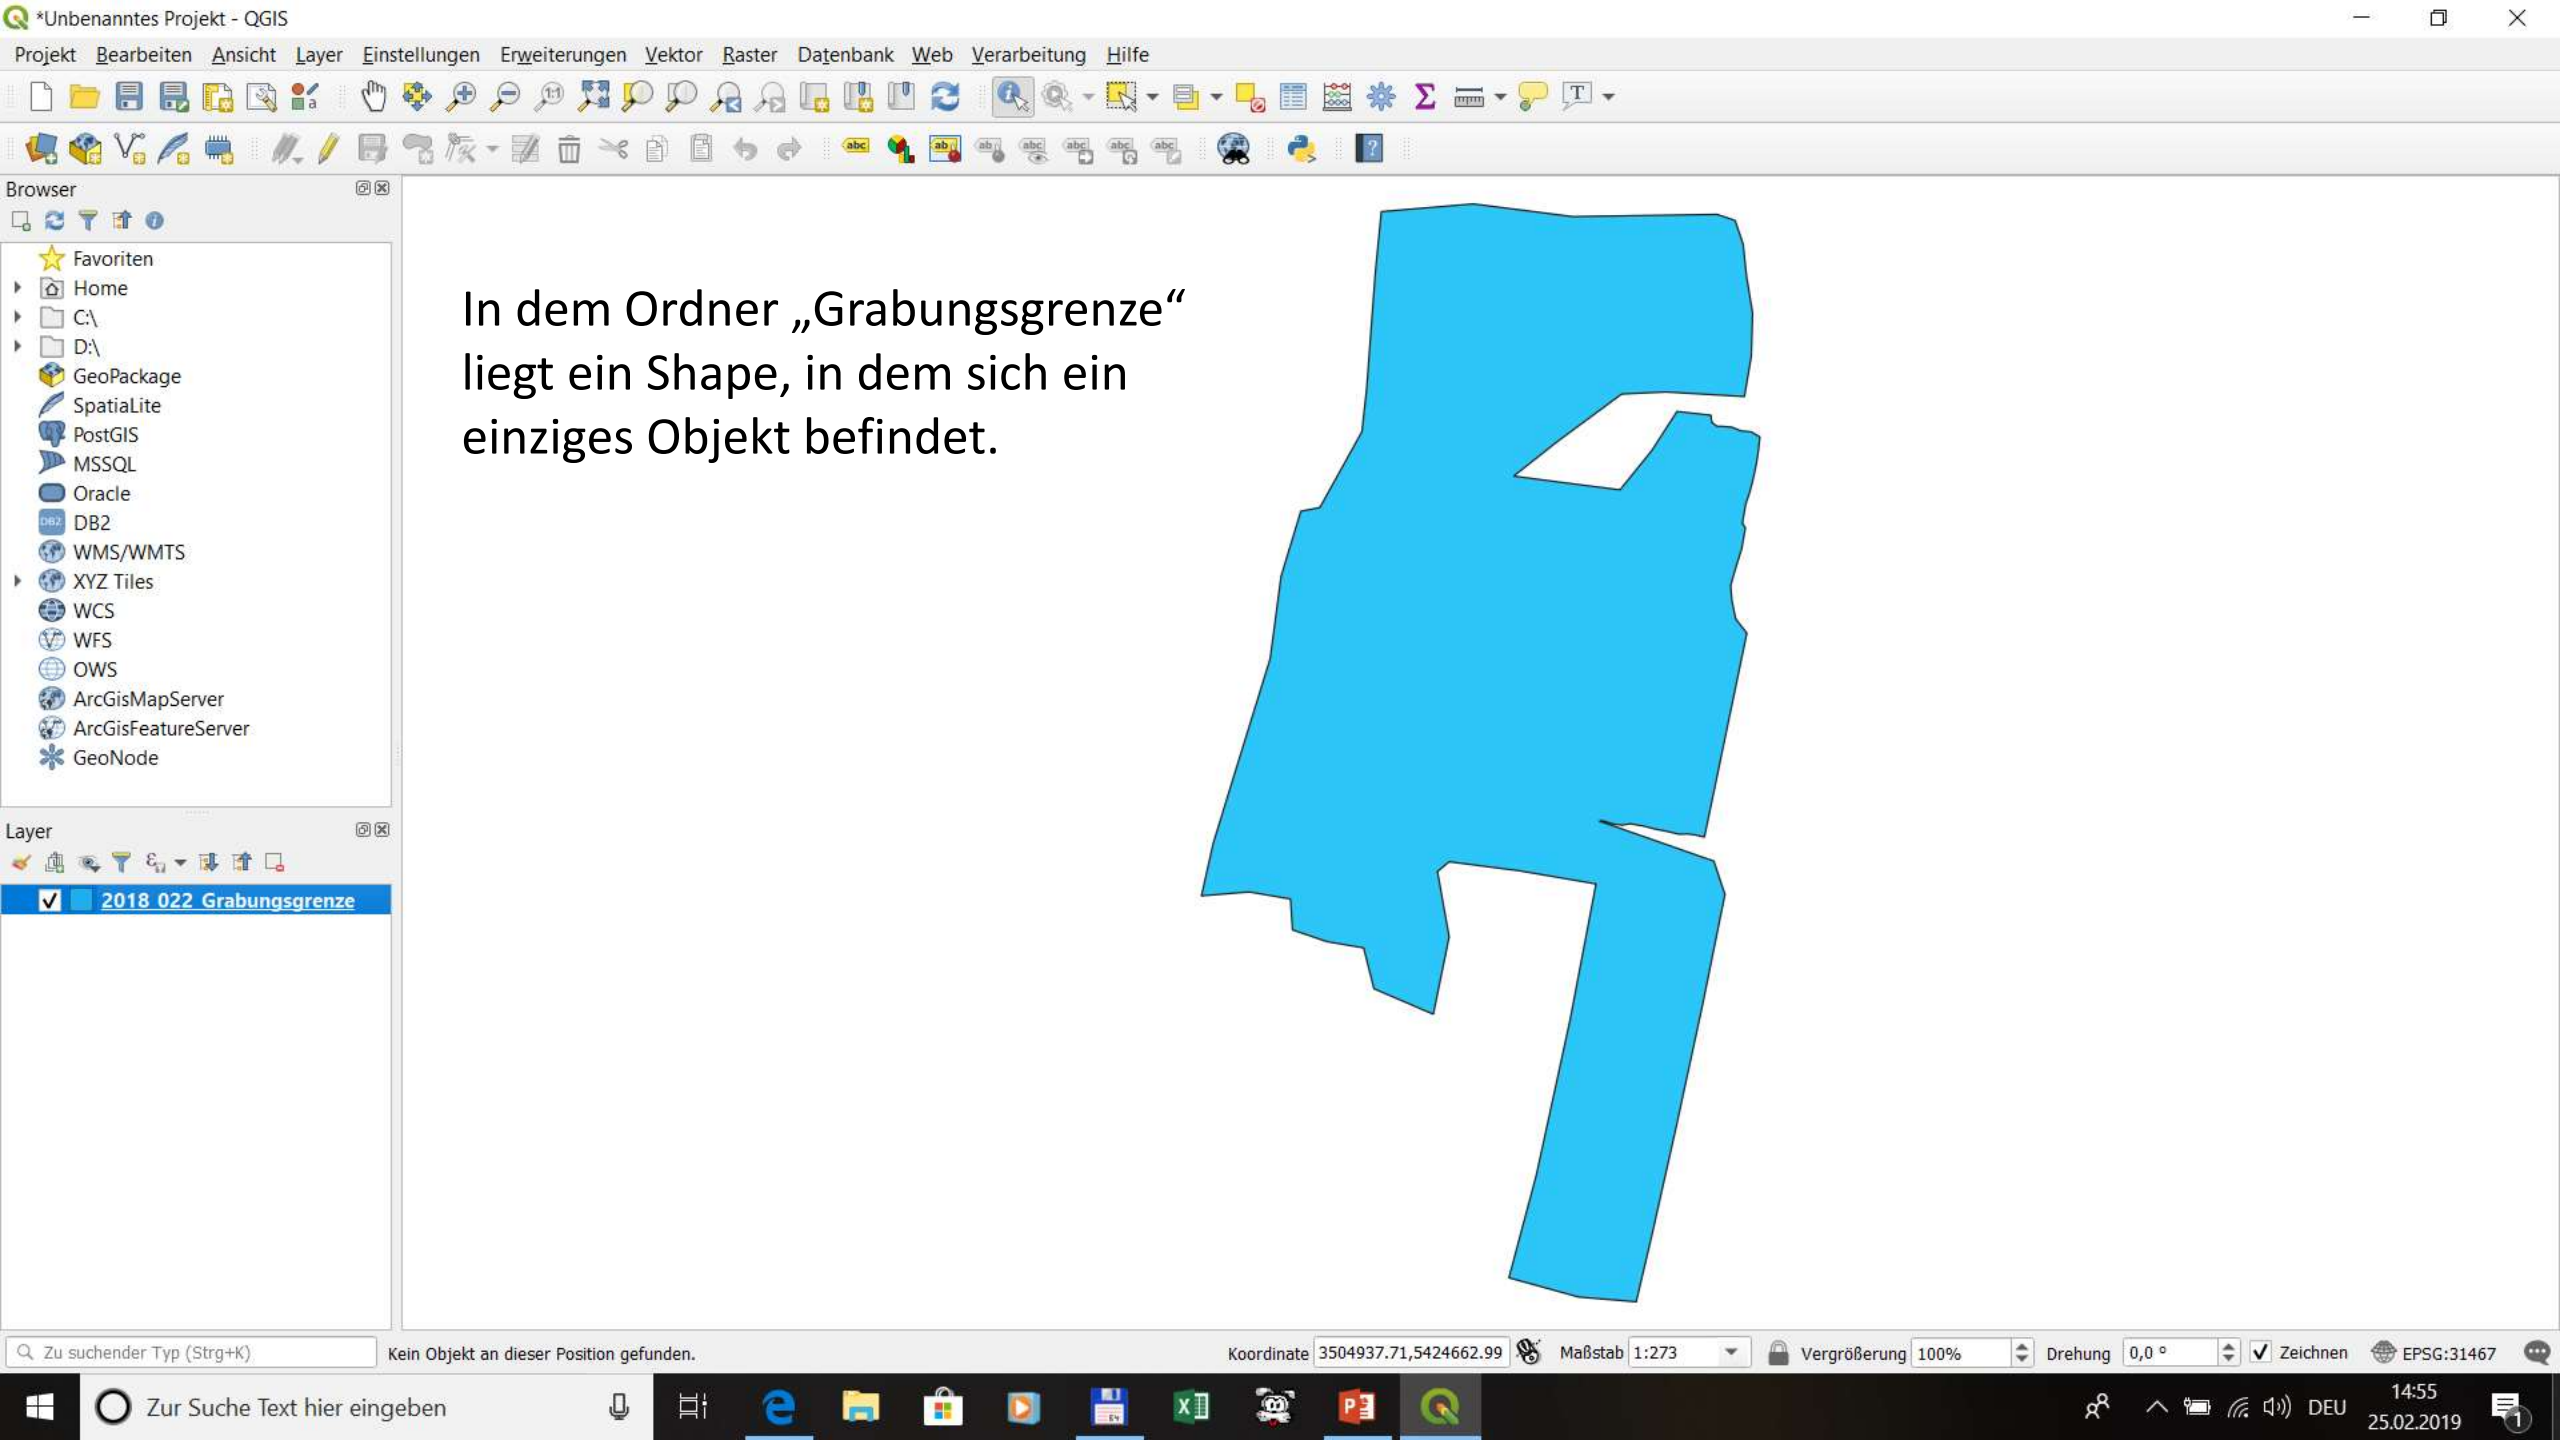 *Unbenanntes Projekt - QGIS
Projekt Bearbeiten Ansicht Layer Einstellungen Erweiterungen Vektor Raster Datenbank Web Verarbeitung Hilfe
Browser
Favoriten
Home
C:\
D:\
GeoPackage
SpatiaLite
PostGIS
MSSQL
Oracle
DB2
WMS/WMTS
XYZ Tiles
WCS
WFS
OWS
ArcGisMapServer
ArcGisFeatureServer
GeoNode
In dem Ordner „Grabungsgrenze“
liegt ein Shape, in dem sich ein
einziges Objekt befindet.
Layer
2018_022_Grabungsgrenze
Zu suchender Typ (Strg+K) Kein Objekt an dieser Position gefunden. Koordinate 3504937.71,5424662.99 Maßstab 1:273 Vergrößerung 100% Drehung 0,0 ° Zeichnen EPSG:31467
Zur Suche Text hier eingeben DEU 14:55
25.02.2019